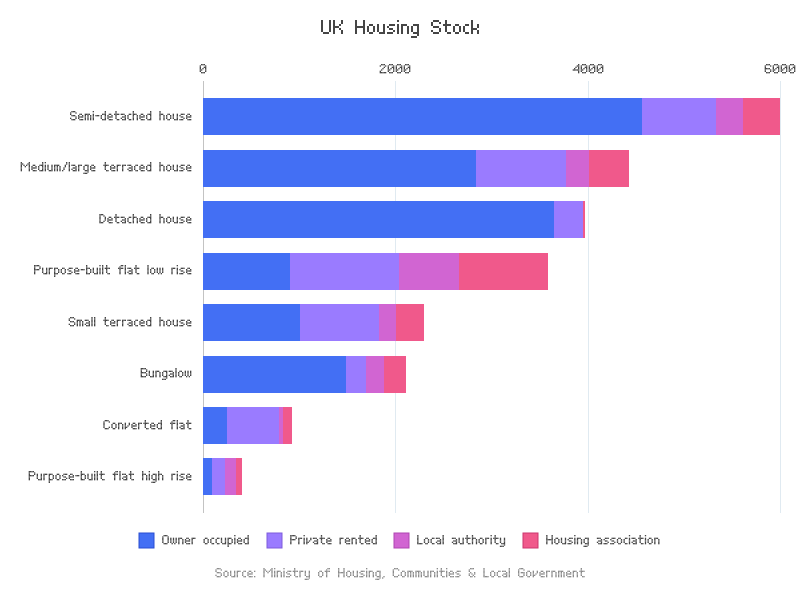 UK Housing Stock
0 2000 4000 6000
Semi-detached house
Medium/large terraced house
Detached house
Purpose-built flat low rise
Small terraced house
Bungalow
Converted flat
Purpose-built flat high rise
Owner occupied Private rented Local authority Housing association
Source: Ministry of Housing, Communities & Local Government